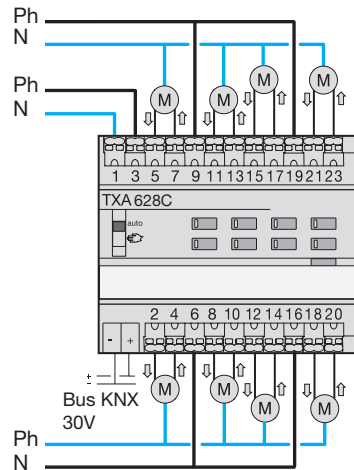 Ph
N
M M M M
Ph
N
1 3 5 7 9 11 13 15 17 19 21 23
TXA 628C
auto
2 4 6 8 10 12 14 16 18 20
- +
Bus KNX
30V
M M M M
Ph
N